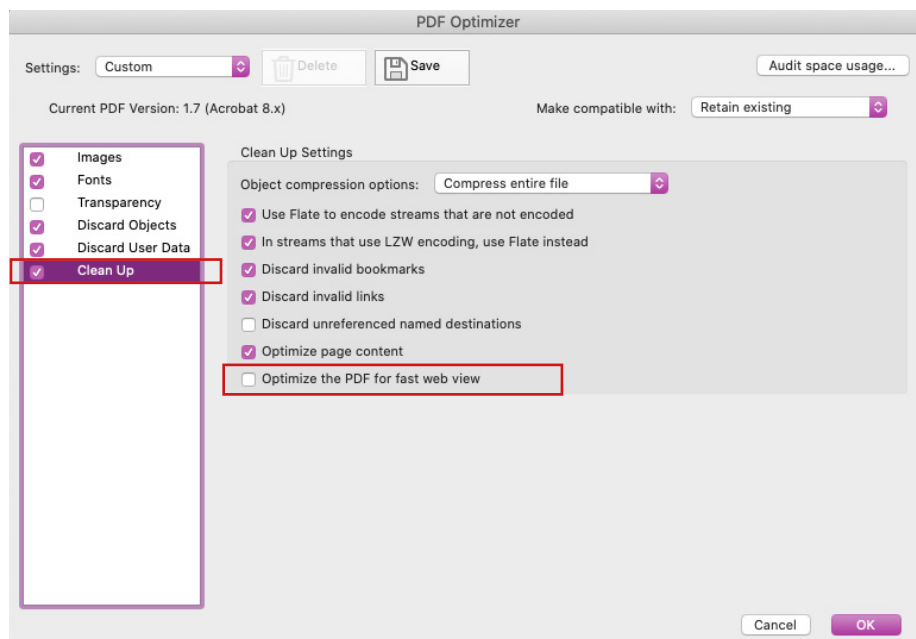 PDF Optimizer
Settings: Custom Delete Save Audit space usage...
Current PDF Version: 1.7 (Acrobat 8.x) Make compatible with: Retain existing
Images
Fonts
Transparency
Discard Objects
Discard User Data
Clean Up
Clean Up Settings
Object compression options: Compress entire file
Use Flate to encode streams that are not encoded
In streams that use LZW encoding, use Flate instead
Discard invalid bookmarks
Discard invalid links
Discard unreferenced named destinations
Optimize page content
Optimize the PDF for fast web view
Cancel OK